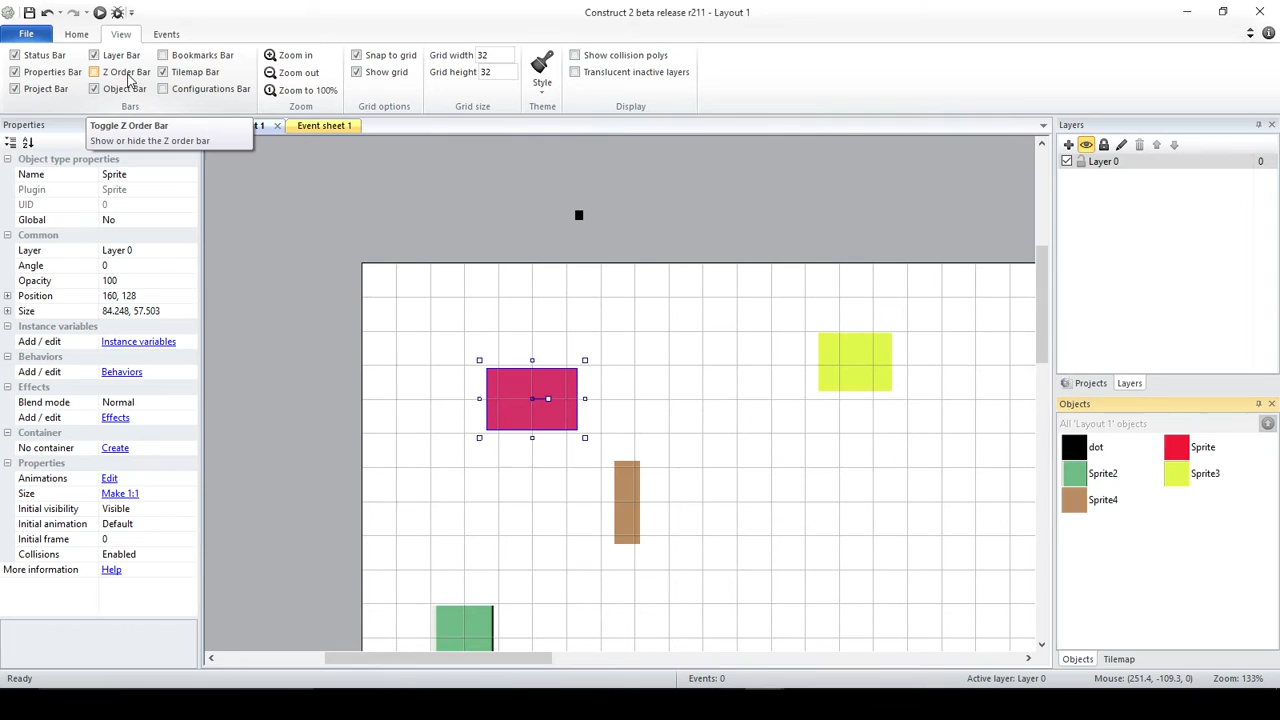 Construct 2 beta release r211 - Layout 1
File Home View Events
Status Bar Layer Bar Bookmarks Bar Zoom in Snap to grid Grid width 32 Show collision polys
Properties Bar Z Order Bar Tilemap Bar Zoom out Show grid Grid height 32 Translucent inactive layers
Project Bar Object Bar Configurations Bar Zoom to 100% Style
Bars Zoom Grid options Grid size Theme Display
Properties Toggle Z Order Bar t 1 Event sheet 1 Layers
Show or hide the Z order bar
Object type properties
Layer 0 0
Name Sprite
Plugin Sprite
UID 0
Global No
Common
Layer Layer 0
Angle 0
Opacity 100
Position 160, 128
Size 84.248, 57.503
Instance variables
Add / edit Instance variables
Behaviors
Add / edit Behaviors
Effects
Blend mode Normal
Add / edit Effects
Container
No container Create
Properties
Animations Edit
Size Make 1:1
Initial visibility Visible
Initial animation Default
Initial frame 0
Collisions Enabled
More information Help
Projects Layers
Objects
All 'Layout 1' objects
dot Sprite
Sprite2 Sprite3
Sprite4
Objects Tilemap
Ready Events: 0 Active layer: Layer 0 Mouse: (251.4, -109.3, 0) Zoom: 133%